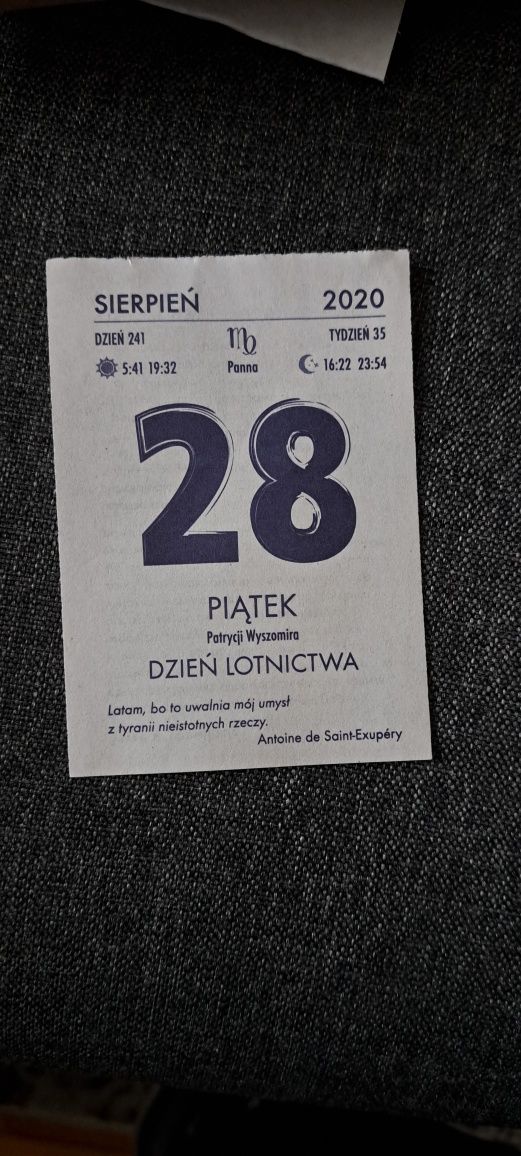 SIERPIEŃ 2020
DZIEŃ 241 TYDZIEŃ 35
5:41 19:32 Panna 16:22 23:54
28
PIĄTEK
Patrycji Wyszomira
DZIEŃ LOTNICTWA
Latam, bo to uwalnia mój umysł
z tyranii nieistotnych rzeczy.
Antoine de Saint-Exupéry